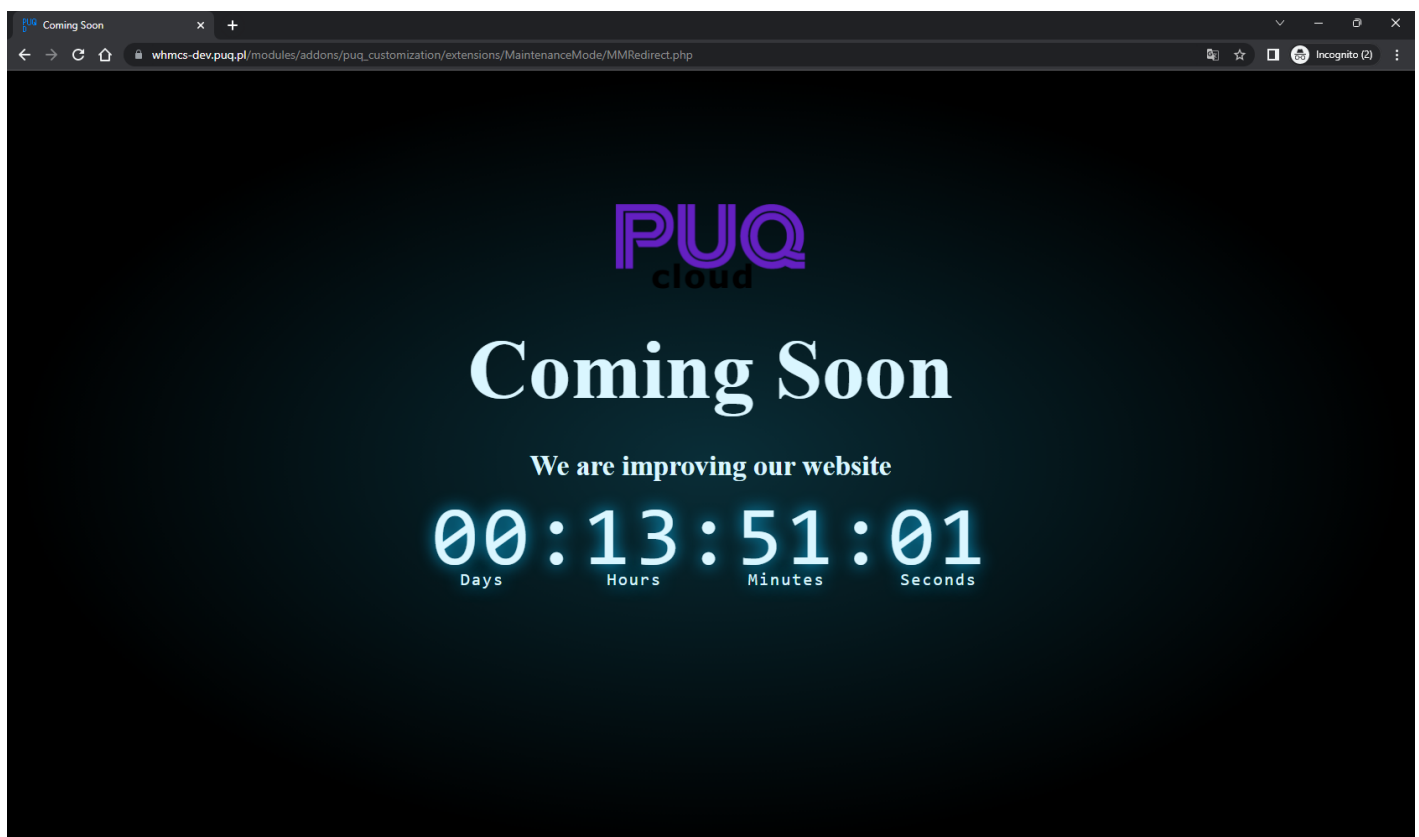 Coming Soon
whmcs-dev.puq.pl/modules/addons/puq_customization/extensions/MaintenanceMode/MMRedirect.php
Incognito (2)
PUQ
cloud
Coming Soon
We are improving our website
00:13:51:01
Days Hours Minutes Seconds